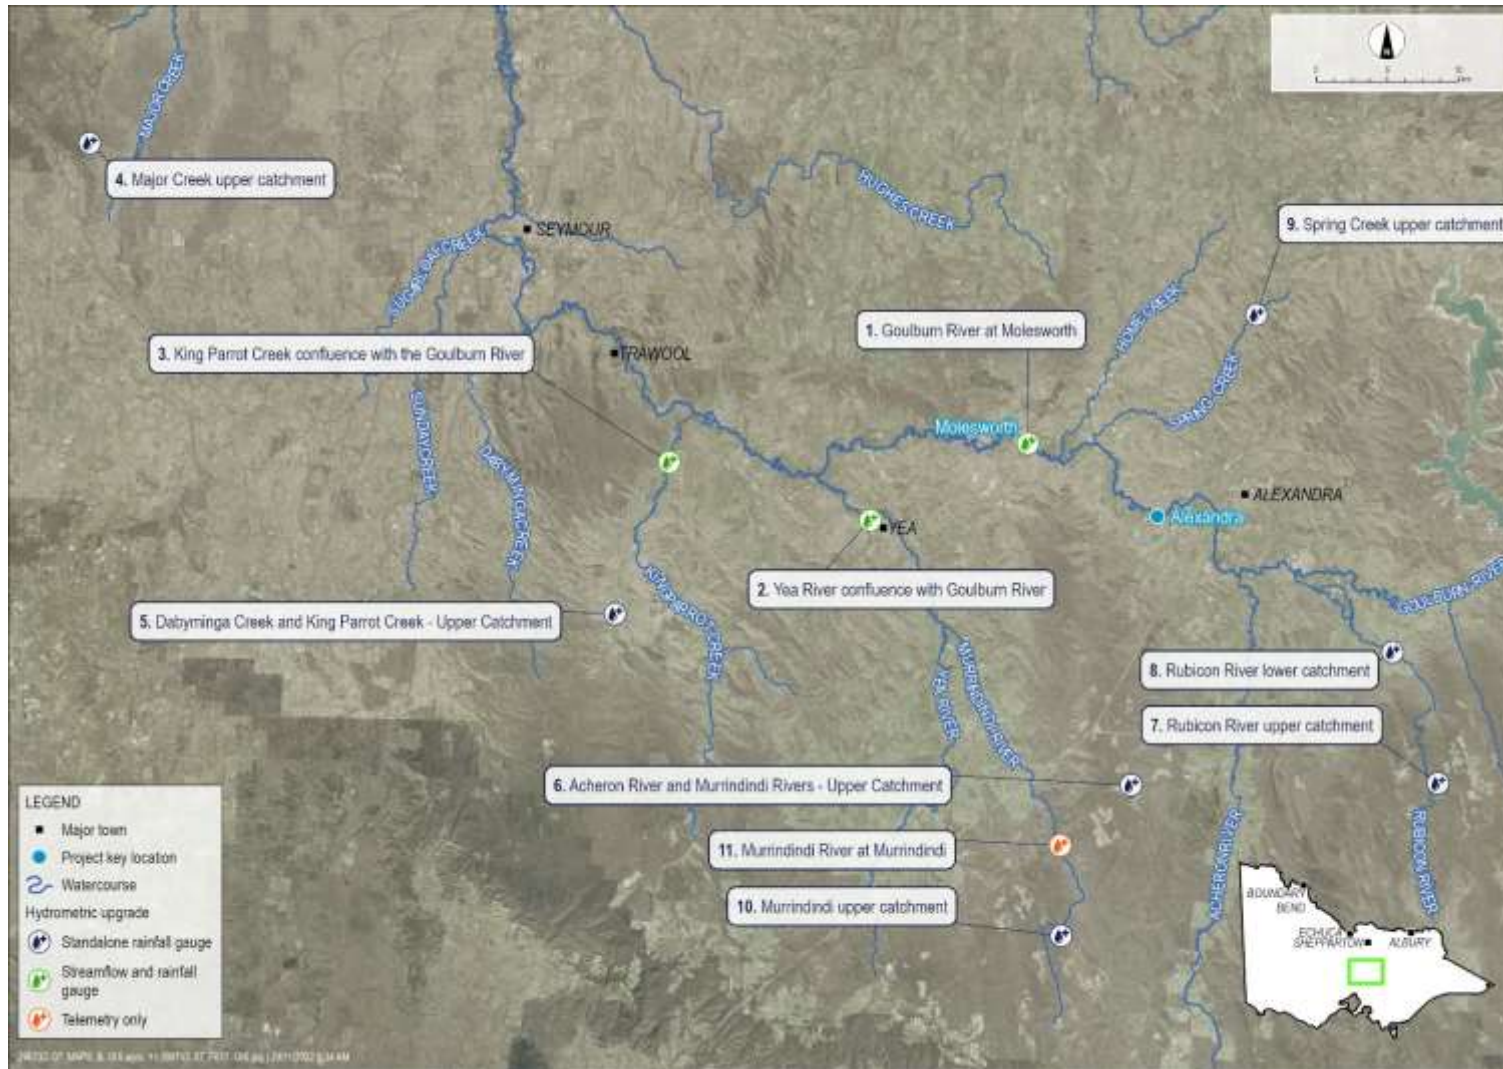 0
5
10
km
MAJOR CREEK
4. Major Creek upper catchment
HUGHES CREEK
SEYMOUR
9. Spring Creek upper catchment
SUGARLOAF CREEK
HOME CREEK
1. Goulburn River at Molesworth
3. King Parrot Creek confluence with the Goulburn River
TRAWOOL
SPRING CREEK
SUNDAY CREEK
Molesworth
DABYMINGA CREEK
ALEXANDRA
Alexandra
YEA
2. Yea River confluence with Goulburn River
GOULBURN RIVER
5. Dabyminga Creek and King Parrot Creek - Upper Catchment
8. Rubicon River lower catchment
YEA RIVER
7. Rubicon River upper catchment
6. Acheron River and Murrindindi Rivers - Upper Catchment
ACHERON RIVER
RUBICON RIVER
11. Murrindindi River at Murrindindi
10. Murrindindi upper catchment
LEGEND
Major town
Project key location
Watercourse
Hydrometric upgrade
Standalone rainfall gauge
Streamflow and rainfall
gauge
Telemetry only
BOUNDARY
BEND
ECHUCA
SHEPPARTON
ALBURY